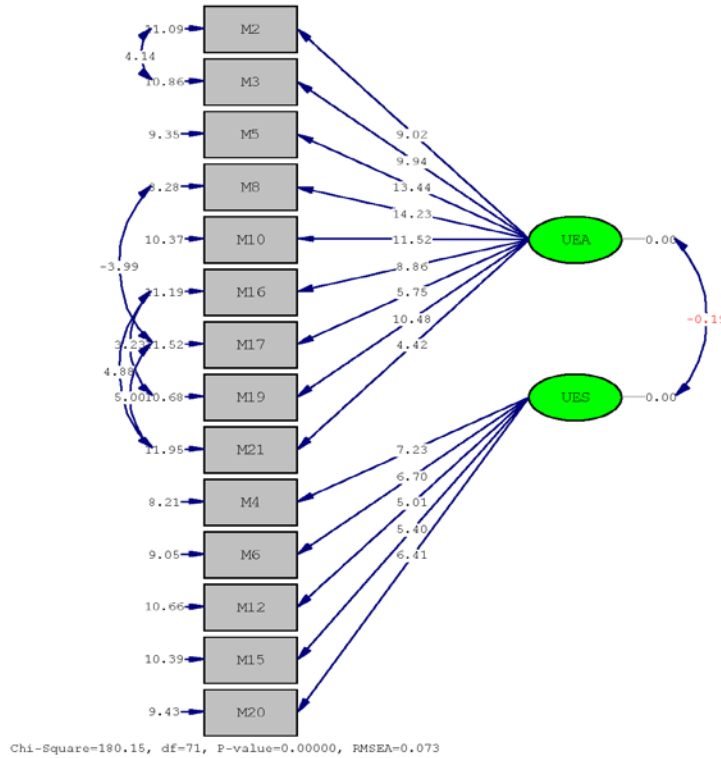 11.09 M2
4.14
10.86 M3
9.35 M5 9.02
9.94
8.28 M8 13.44
14.23
10.37 M10 11.52 UEA 0.00
-3.99
11.19 M16 8.86
5.75
3.23 11.52 M17 10.48 -0.1
4.88 4.42
5.00 10.68 M19 UES 0.00
11.95 M21 7.23
6.70
8.21 M4 5.01
5.40
9.05 M6 6.41
10.66 M12
10.39 M15
9.43 M20
Chi-Square=180.15, df=71, P-value=0.00000, RMSEA=0.073